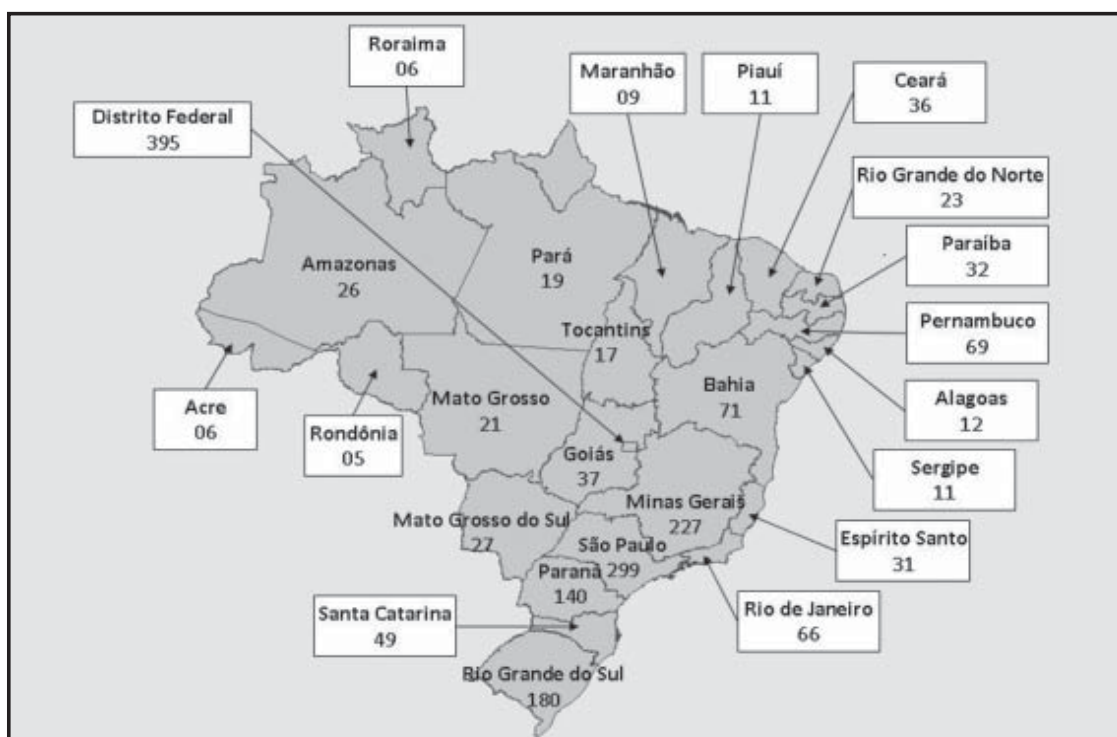 Roraima
06
Maranhão
09
Piauí
11
Ceará
36
Distrito Federal
395
Rio Grande do Norte
23
Paraíba
32
Amazonas
26
Pará
19
Pernambuco
69
Tocantins
17
Bahia
71
Alagoas
12
Acre
06
Rondônia
05
Mato Grosso
21
Goiás
37
Sergipe
11
Minas Gerais
227
Mato Grosso do Sul
27
São Paulo
299
Espírito Santo
31
Paraná
140
Rio de Janeiro
66
Santa Catarina
49
Rio Grande do Sul
180